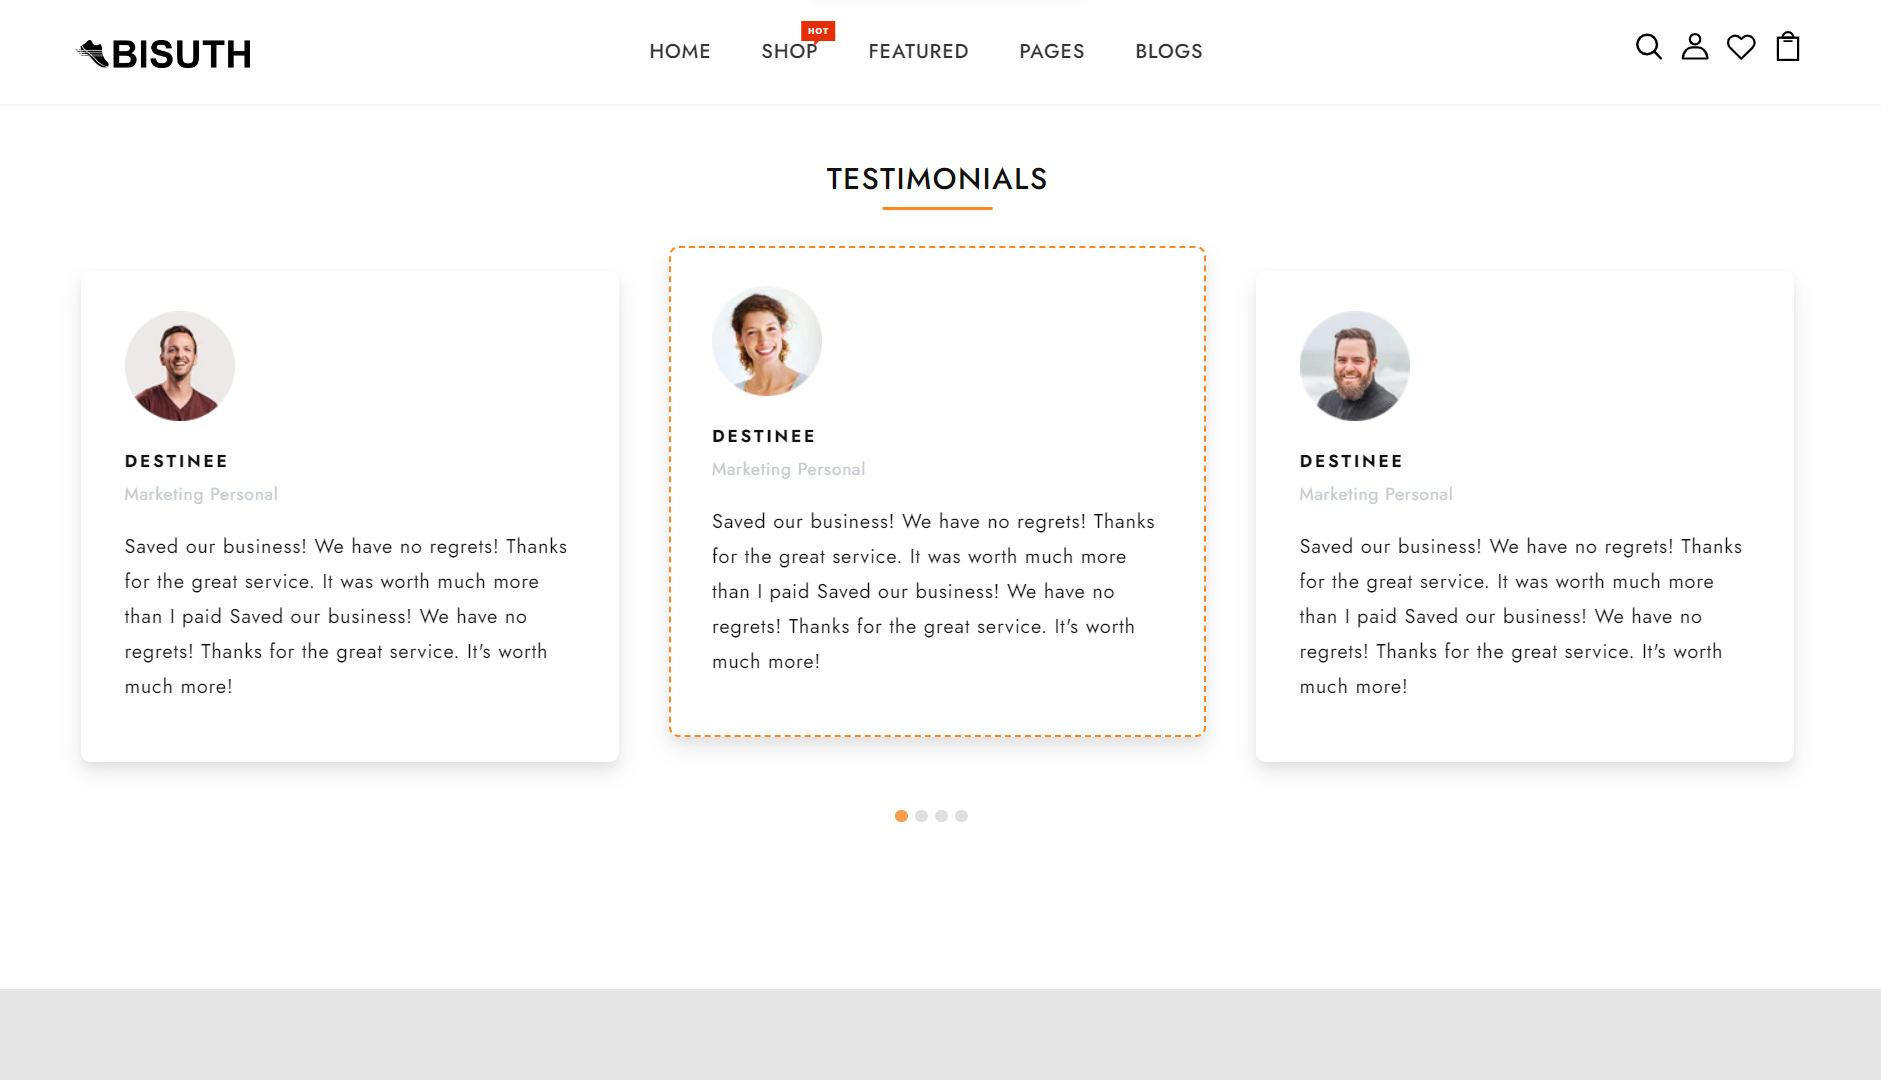 BISUTH
HOME
SHOP
HOT
FEATURED
PAGES
BLOGS
TESTIMONIALS
DESTINEE
Marketing Personal
Saved our business! We have no regrets! Thanks
for the great service. It was worth much more
than I paid Saved our business! We have no
regrets! Thanks for the great service. It's worth
much more!
DESTINEE
Marketing Personal
Saved our business! We have no regrets! Thanks
for the great service. It was worth much more
than I paid Saved our business! We have no
regrets! Thanks for the great service. It's worth
much more!
DESTINEE
Marketing Personal
Saved our business! We have no regrets! Thanks
for the great service. It was worth much more
than I paid Saved our business! We have no
regrets! Thanks for the great service. It's worth
much more!